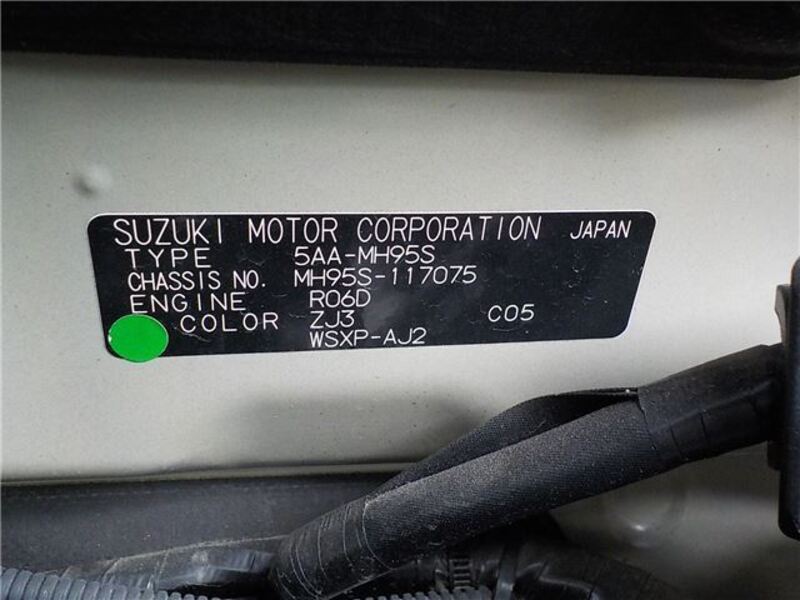 SUZUKI MOTOR CORPORATION JAPAN
TYPE 5AA-MH95S
CHASSIS NO. MH95S-117075
ENGINE R06D
COLOR ZJ3 C05
WSXP-AJ2